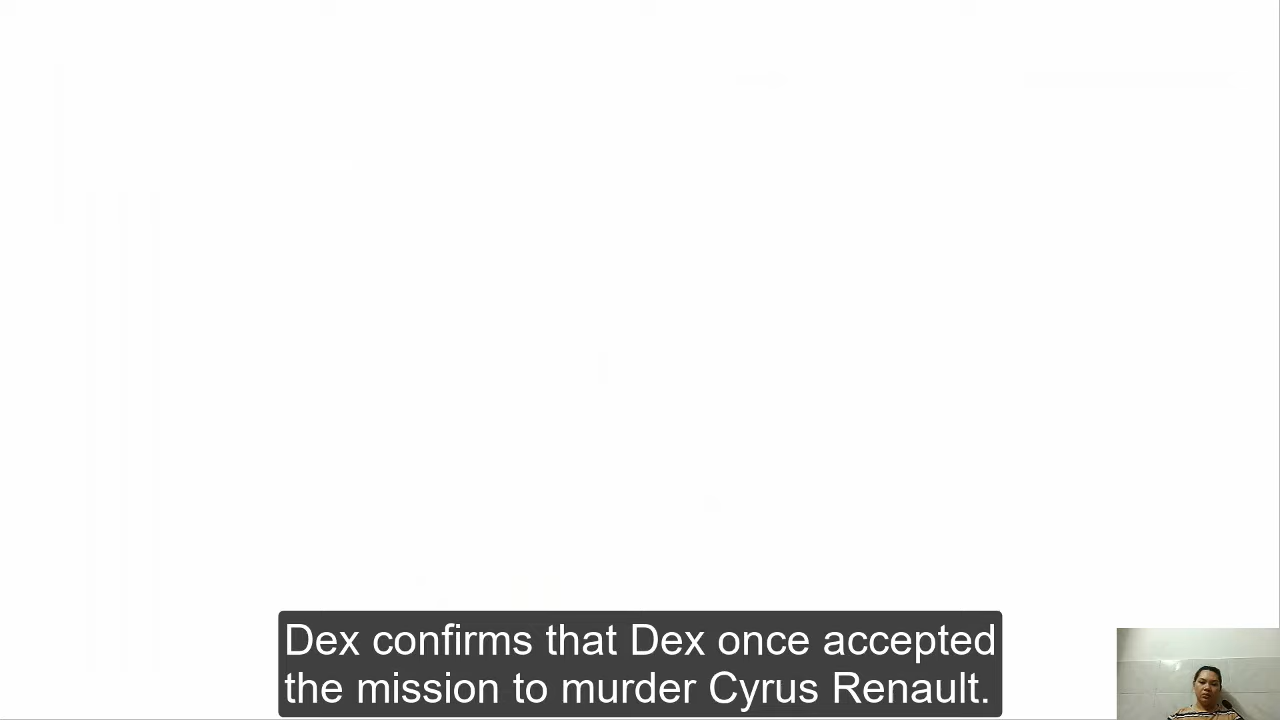 Dex confirms that Dex once accepted
the mission to murder Cyrus Renault.